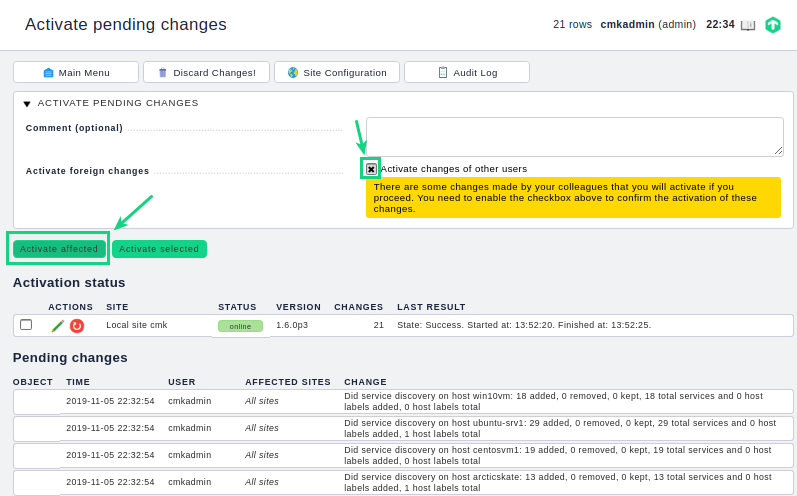 Activate pending changes
21 rows cmkadmin (admin) 22:34
Main Menu
Discard Changes!
Site Configuration
Audit Log
ACTIVATE PENDING CHANGES
Comment (optional)
Activate foreign changes
Activate changes of other users
There are some changes made by your colleagues that you will activate if you
proceed. You need to enable the checkbox above to confirm the activation of these
changes.
Activate affected
Activate selected
Activation status
ACTIONS SITE STATUS VERSION CHANGES LAST RESULT
Local site cmk online 1.6.0p3 21 State: Success. Started at: 13:52:20. Finished at: 13:52:25.
Pending changes
OBJECT TIME USER AFFECTED SITES CHANGE
2019-11-05 22:32:54 cmkadmin All sites Did service discovery on host win10vm: 18 added, 0 removed, 0 kept, 18 total services and 0 host
labels added, 0 host labels total
2019-11-05 22:32:54 cmkadmin All sites Did service discovery on host ubuntu-srv1: 29 added, 0 removed, 0 kept, 29 total services and 0 host
labels added, 1 host labels total
2019-11-05 22:32:54 cmkadmin All sites Did service discovery on host centosvm1: 19 added, 0 removed, 0 kept, 19 total services and 0 host
labels added, 0 host labels total
2019-11-05 22:32:54 cmkadmin All sites Did service discovery on host arcticskate: 13 added, 0 removed, 0 kept, 13 total services and 0 host
labels added, 1 host labels total